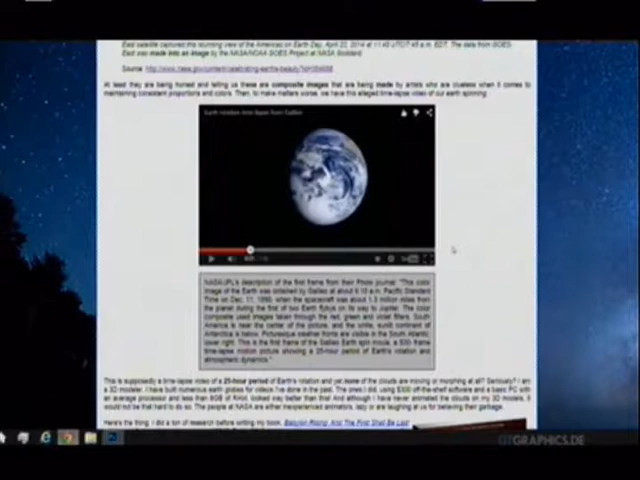 East satellite captured this stunning view of the Americas on Earth Day, April 22, 2014 at 11:45 UTC/7:45 a.m. EDT. The data from GOES-
East was made into an image by the NASA/NOAA GOES Project at NASA Goddard.
Source:
At least they are being honest and telling us these are composite images that are being made by artists who are clueless when it comes to
maintaining consistent proportions and colors. Then, to make matters worse, we have this alleged time-lapse video of our earth spinning:
Earth rotation time lapse from Galileo
NASA/JPL's description of the first frame from their Photo journal: "This color
image of the Earth was obtained by Galileo at about 6:10 a.m. Pacific Standard
Time on Dec. 11, 1990, when the spacecraft was about 1.3 million miles from
the planet during the first of two Earth flybys on its way to Jupiter. The color
composite used images taken through the red, green and violet filters. South
America is near the center of the picture, and the white, sunlit continent of
Antarctica is below. Picturesque weather fronts are visible in the South Atlantic,
lower right. This is the first frame of the Galileo Earth spin movie, a 500-frame
time-lapse motion picture showing a 25-hour period of Earth's rotation and
atmospheric dynamics."
This is supposedly a time-lapse video of a 25-hour period of Earth's rotation and yet none of the clouds are moving or morphing at all? Seriously? I am
a 3D modeler. I have built numerous earth globes for videos I've done in the past. The ones I did, using $300 off-the-shelf software and a basic PC with
an average processor and less than 8GB of RAM, looked way better than that! And although I have never animated the clouds on my 3D models, it
would not be that hard to do so. The people at NASA are either inexperienced animators, lazy or are laughing at us for believing their garbage.
Here's the thing: I did a ton of research before writing my book, Babylon Rising: And The First Shall Be Last
GTGRAPHICS.DE